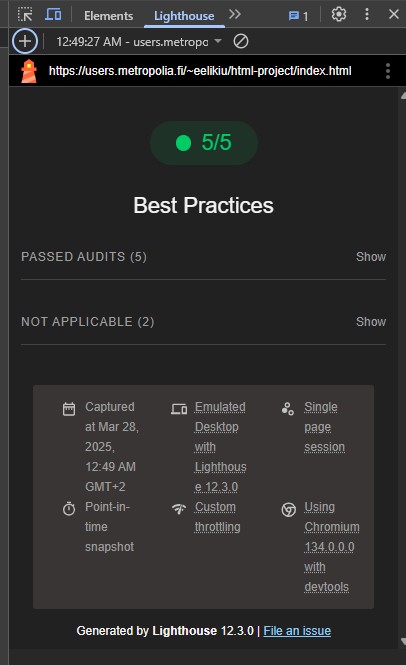 Elements Lighthouse 1
12:49:27 AM - users.metropo
https://users.metropolia.fi/~eelikiu/html-project/index.html
5/5
Best Practices
PASSED AUDITS (5) Show
NOT APPLICABLE (2) Show
Captured
at Mar 28,
2025,
12:49 AM
GMT+2
Emulated
Desktop
with
Lighthous
e 12.3.0
Single
page
session
Point-in-
time
snapshot
Custom
throttling
Using
Chromium
134.0.0.0
with
devtools
Generated by Lighthouse 12.3.0 | File an issue